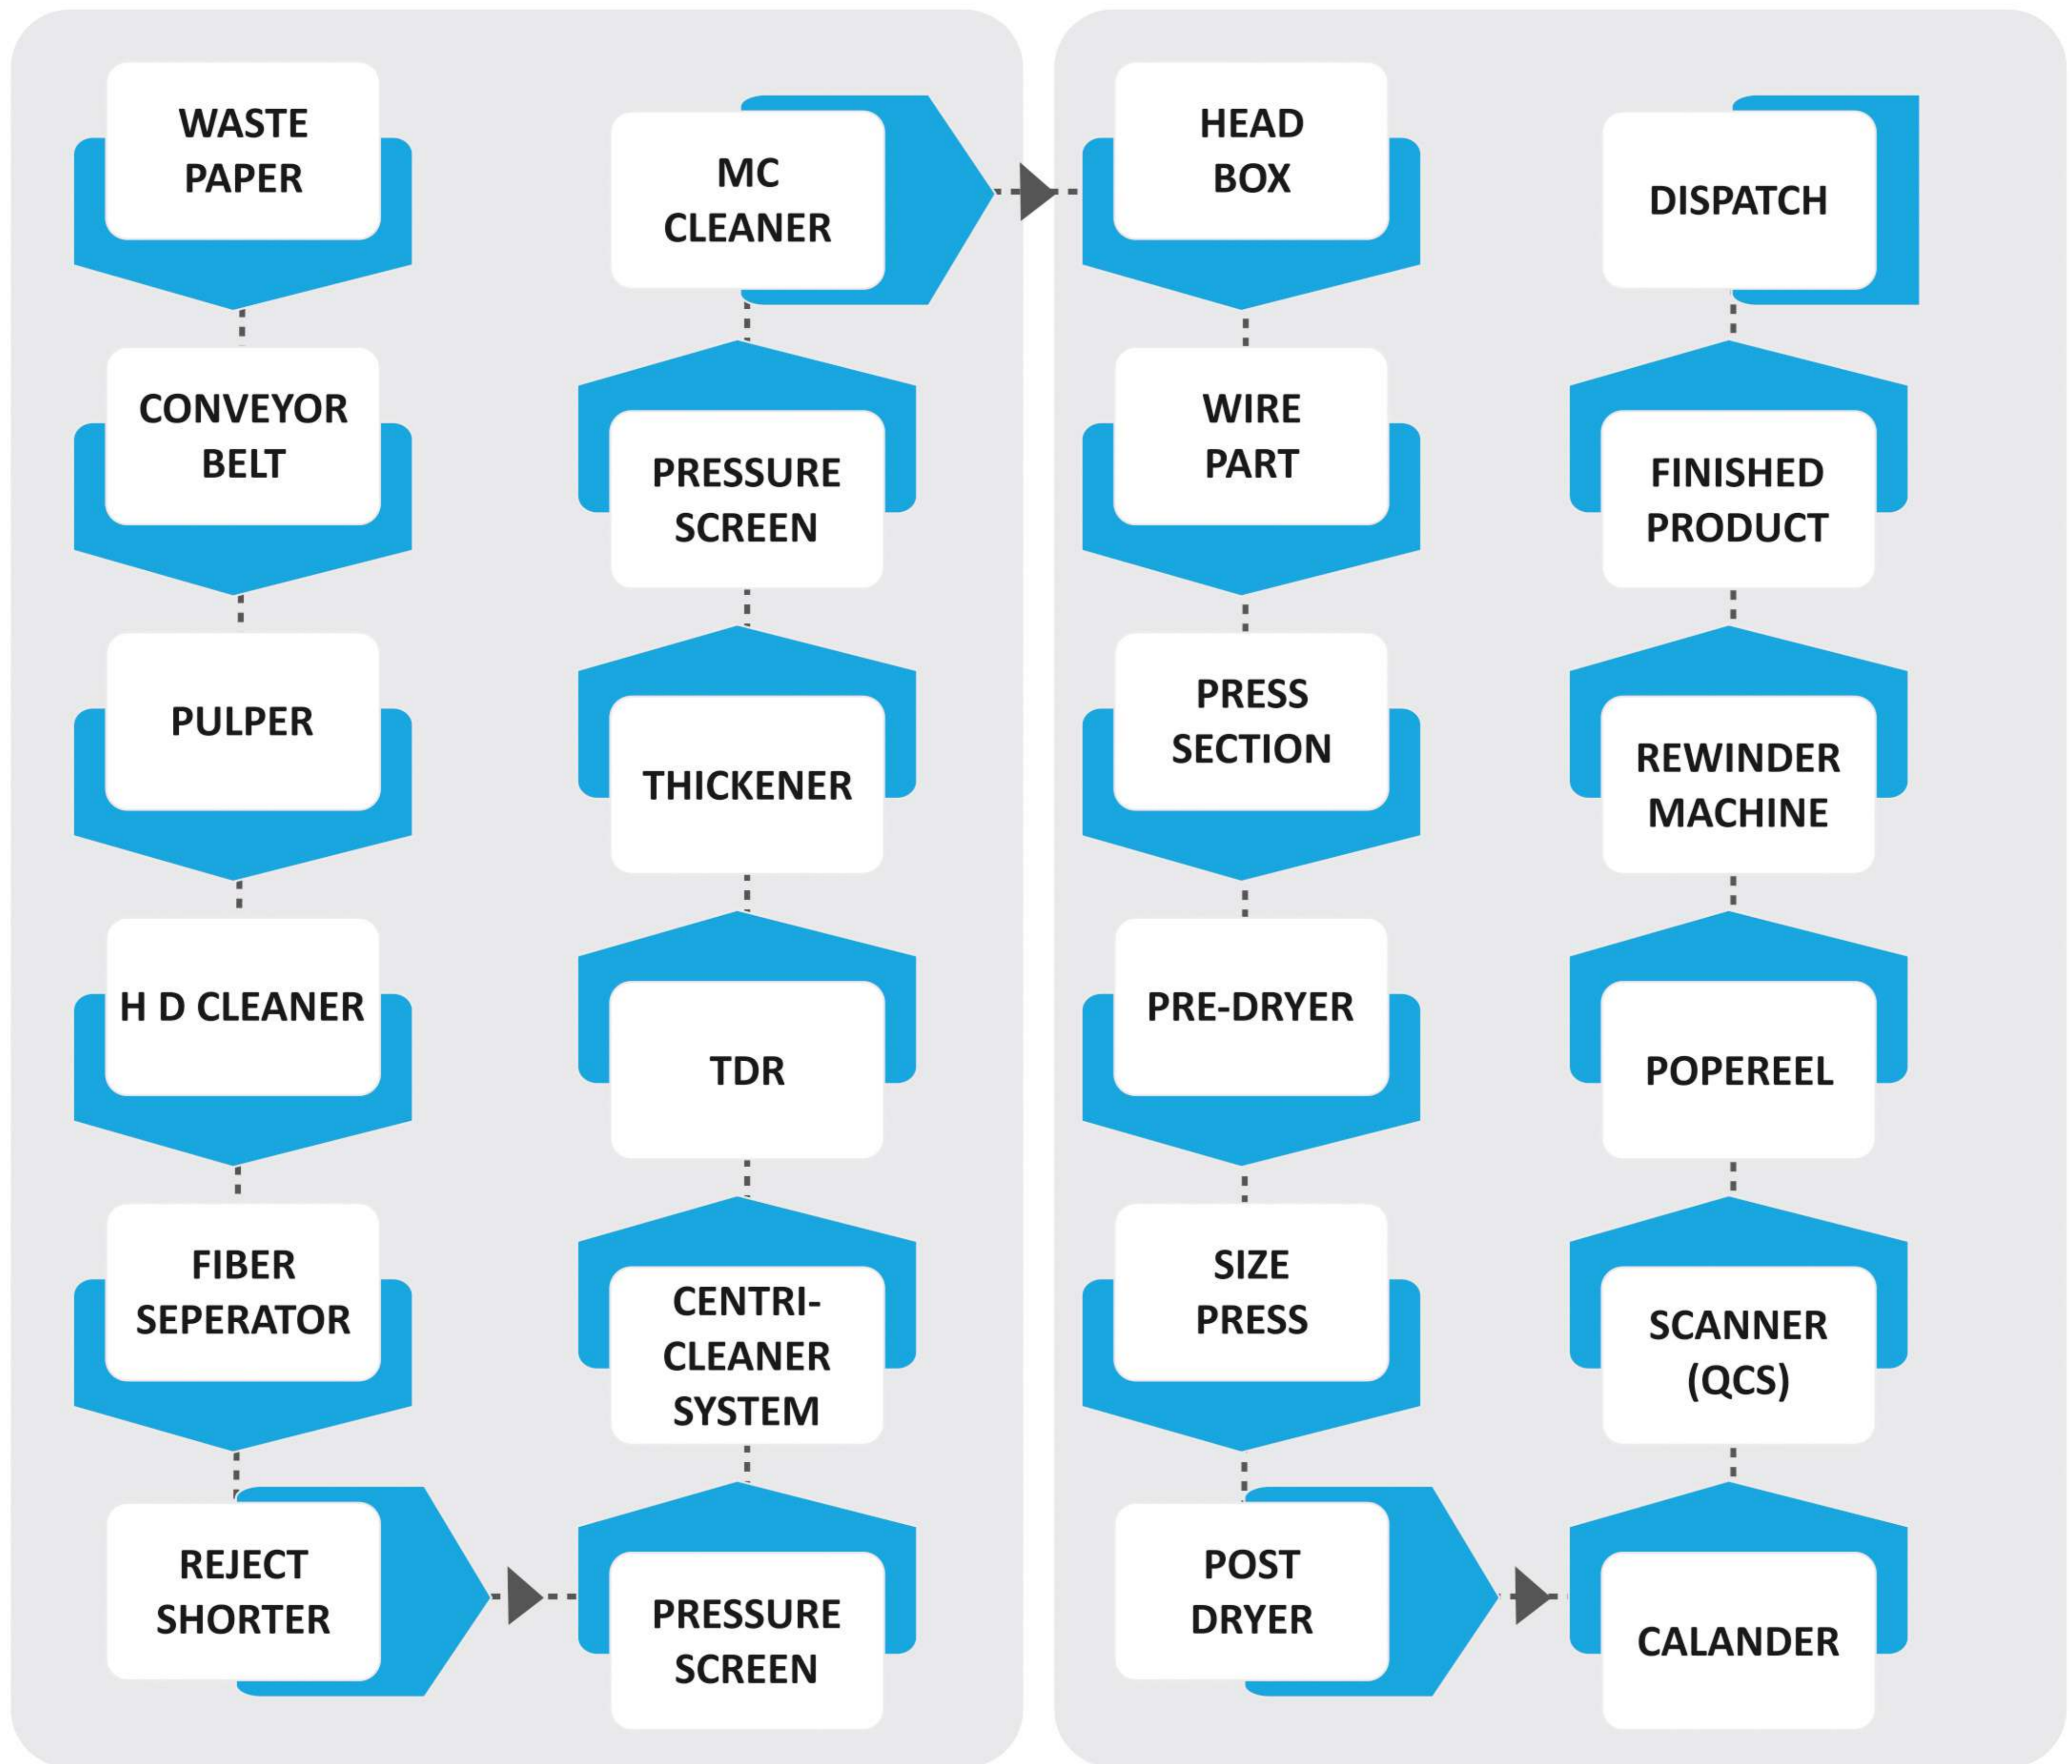 WASTE
PAPER
CONVEYOR
BELT
PULPER
H D CLEANER
FIBER
SEPERATOR
REJECT
SHORTER
PRESSURE
SCREEN
CENTRI-
CLEANER
SYSTEM
TDR
THICKENER
PRESSURE
SCREEN
MC
CLEANER
HEAD
BOX
WIRE
PART
PRESS
SECTION
PRE-DRYER
SIZE
PRESS
POST
DRYER
CALANDER
SCANNER
(QCS)
POPEREEL
REWINDER
MACHINE
FINISHED
PRODUCT
DISPATCH